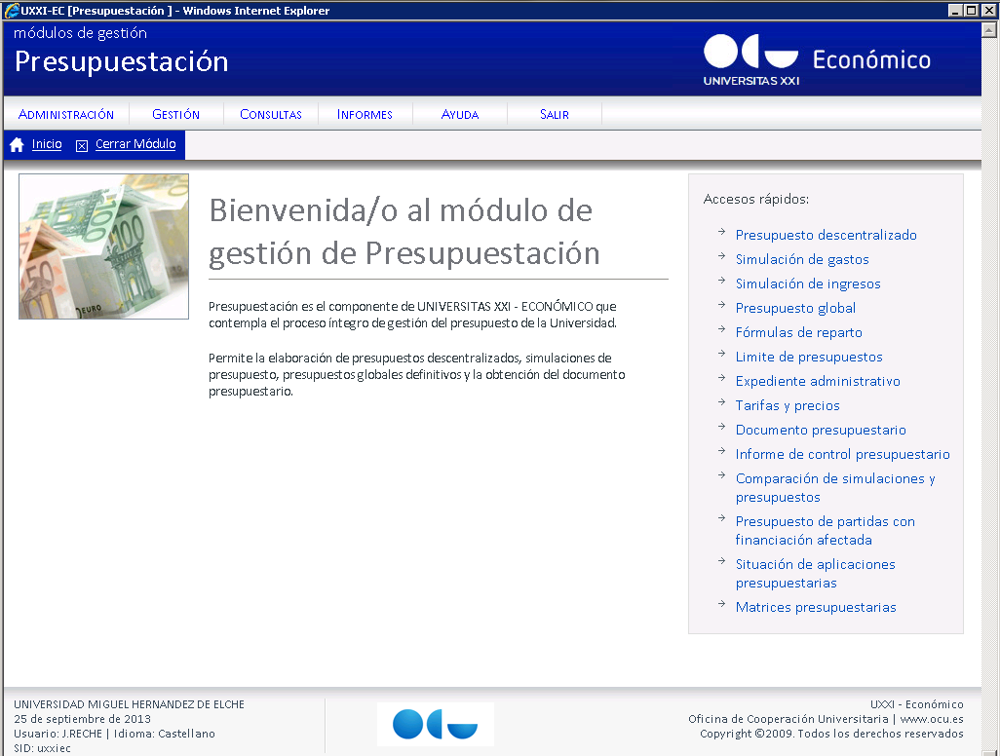 UXXI-EC [Presupuestación ] - Windows Internet Explorer
módulos de gestión
Presupuestación
UNIVERSITAS XXI
Económico
ADMINISTRACIÓN GESTIÓN CONSULTAS INFORMES AYUDA SALIR
Inicio Cerrar Módulo
Bienvenida/o al módulo de
gestión de Presupuestación
Presupuestación es el componente de UNIVERSITAS XXI - ECONÓMICO que
contempla el proceso íntegro de gestión del presupuesto de la Universidad.
Permite la elaboración de presupuestos descentralizados, simulaciones de
presupuesto, presupuestos globales definitivos y la obtención del documento
presupuestario.
100
50
EURO
Accesos rápidos:
Presupuesto descentralizado
Simulación de gastos
Simulación de ingresos
Presupuesto global
Fórmulas de reparto
Limite de presupuestos
Expediente administrativo
Tarifas y precios
Documento presupuestario
Informe de control presupuestario
Comparación de simulaciones y
presupuestos
Presupuesto de partidas con
financiación afectada
Situación de aplicaciones
presupuestarias
Matrices presupuestarias
UNIVERSIDAD MIGUEL HERNANDEZ DE ELCHE
25 de septiembre de 2013
Usuario: J.RECHE | Idioma: Castellano
SID: uxxiec
UXXI - Económico
Oficina de Cooperación Universitaria | www.ocu.es
Copyright ©2009. Todos los derechos reservados